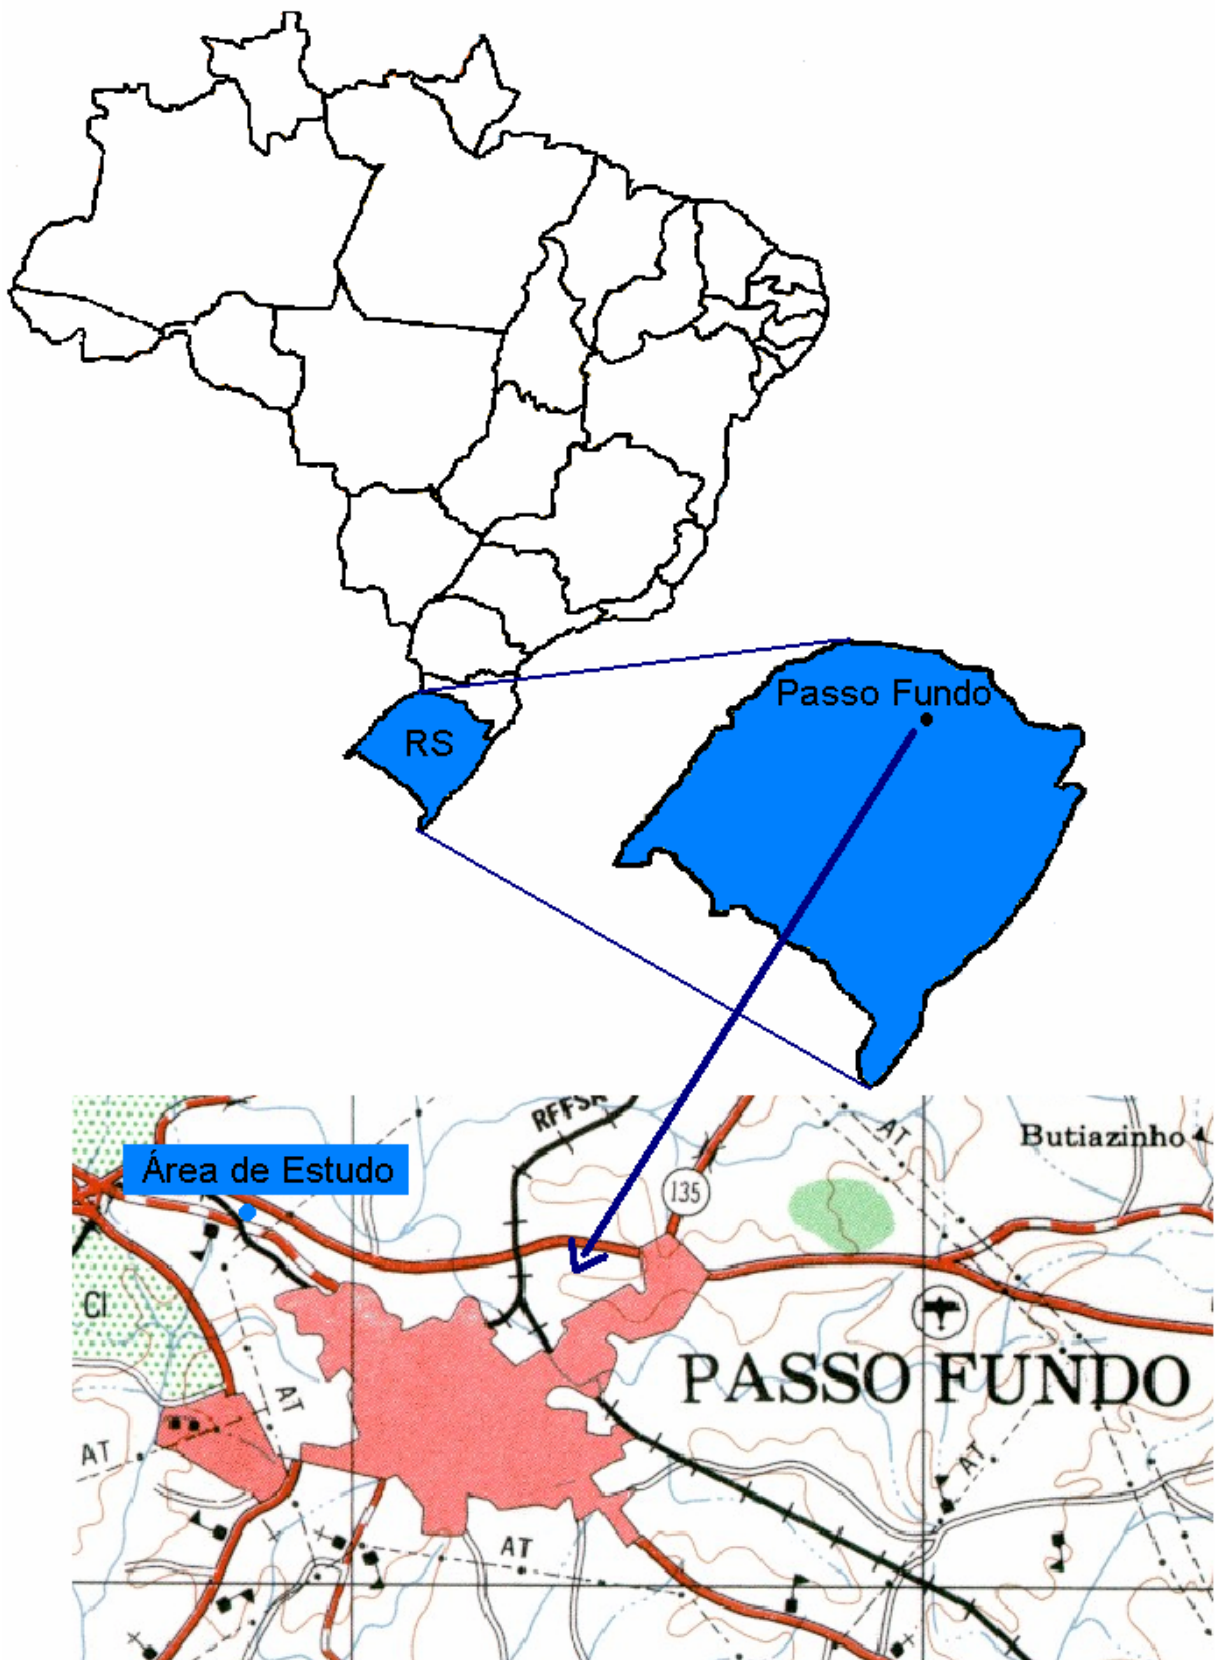 Passo Fundo
RS
RFFSA
AT
Butiazinho
Área de Estudo
135
CI
PASSO FUNDO
AT
AT
AT
AT